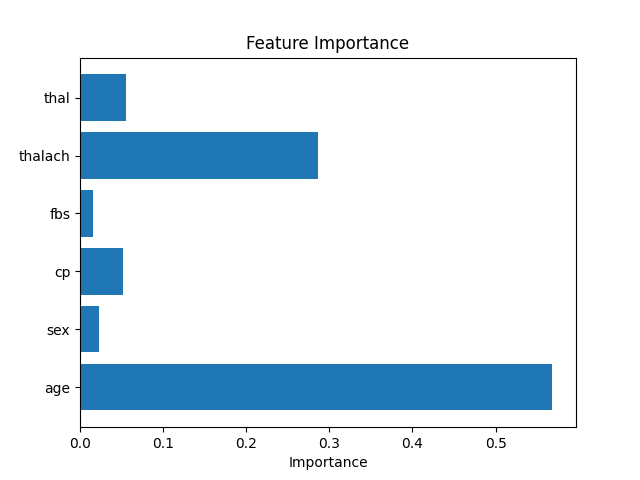 Feature Importance
thal
thalach
fbs
cp
sex
age
0.0 0.1 0.2 0.3 0.4 0.5
Importance